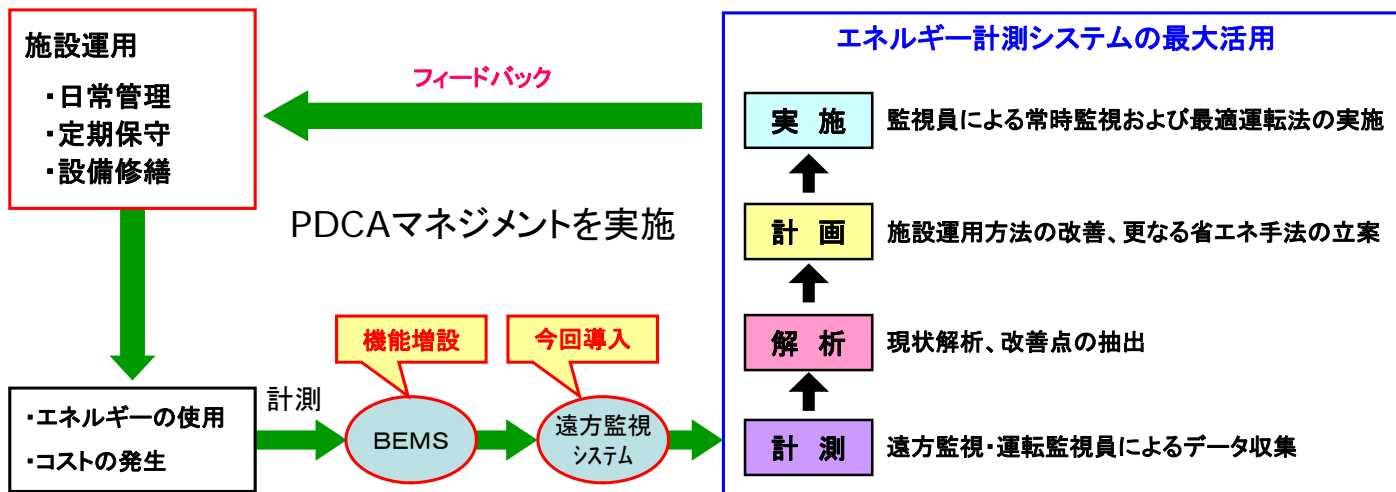 施設運用
・日常管理
・定期保守
・設備修繕
フィードバック
PDCAマネジメントを実施
・エネルギーの使用
・コストの発生
計測
機能増設
BEMS
今回導入
遠方監視
システム
エネルギー計測システムの最大活用
実 施 監視員による常時監視および最適運転法の実施
計 画 施設運用方法の改善、更なる省エネ手法の立案
解 析 現状解析、改善点の抽出
計 測 遠方監視・運転監視員によるデータ収集